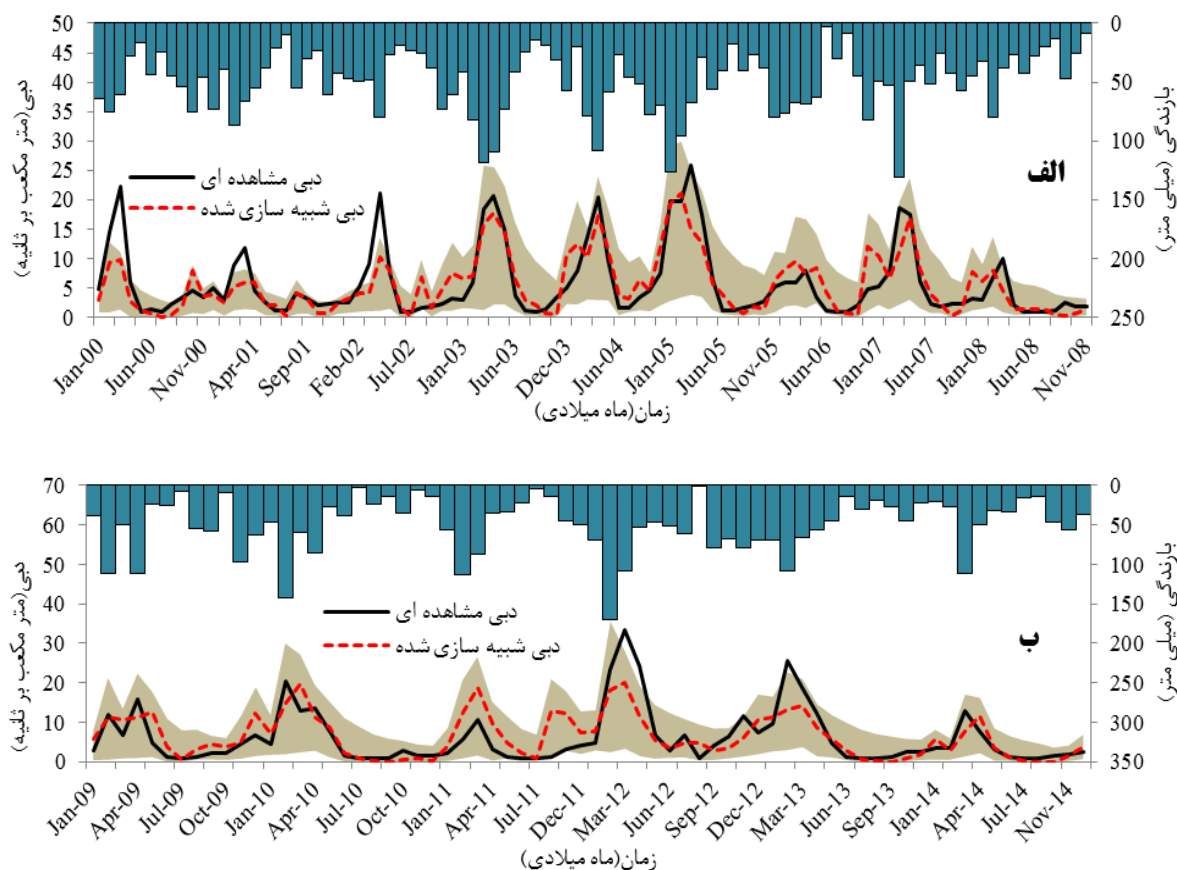 دبی(متر مکعب بر ثانیه)
50
45
40
35
30
25
20
15
10
5
0
0
50
100
150
200
250
بارندگی (میلی متر)
الف
دبی مشاهده ای
دبی شبیه سازی شده
Jan-00
Jun-00
Nov-00
Apr-01
Sep-01
Feb-02
Jul-02
Jan-03
Jun-03
Dec-03
Jun-04
Jan-05
Jun-05
Nov-05
Jun-06
Jan-07
Jun-07
Jan-08
Jun-08
Nov-08
زمان(ماه میلادی)
دبی(متر مکعب بر ثانیه)
70
60
50
40
30
20
10
0
0
50
100
150
200
250
300
350
بارندگی (میلی متر)
ب
دبی مشاهده ای
دبی شبیه سازی شده
Jan-09
Apr-09
Jul-09
Oct-09
Jan-10
Apr-10
Jul-10
Oct-10
Jan-11
Apr-11
Jul-11
Dec-11
Mar-12
Jun-12
Sep-12
Dec-12
Mar-13
Jun-13
Sep-13
Jan-14
Apr-14
Jul-14
Nov-14
زمان(ماه میلادی)